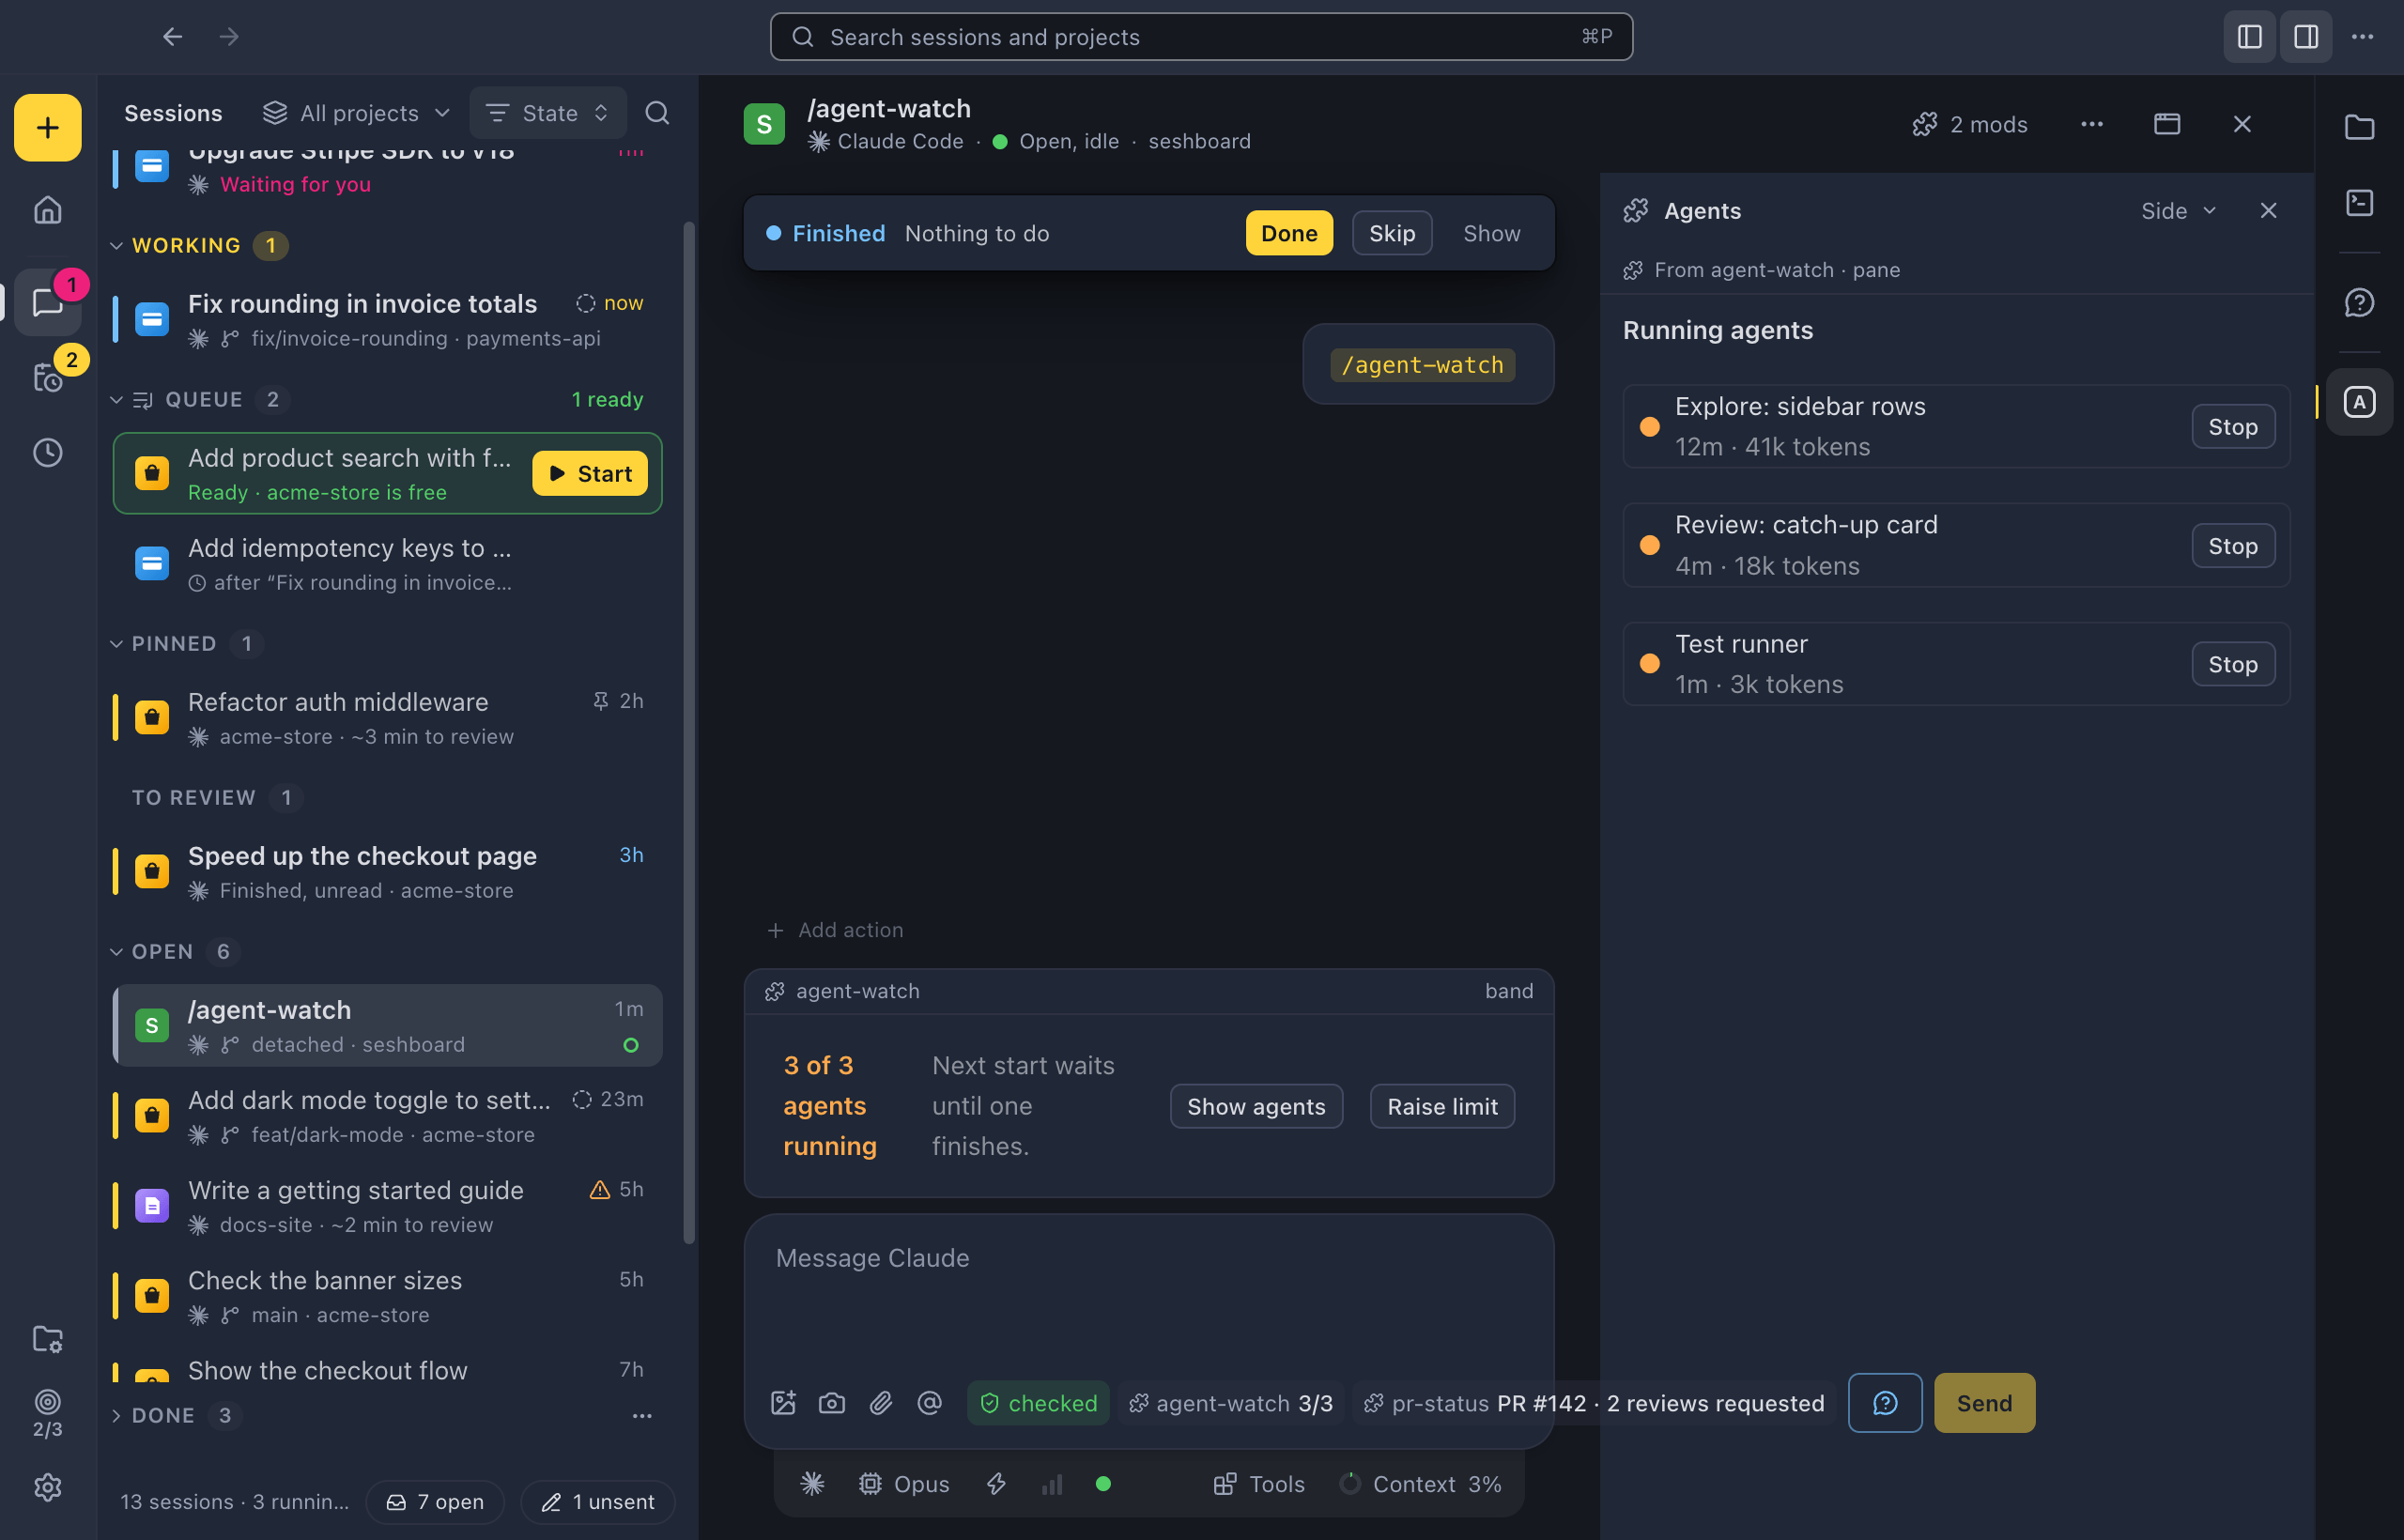 Search sessions and projects
⌘P
Sessions
All projects
State
Upgrade Stripe SDK to v18
Waiting for you
WORKING 1
Fix rounding in invoice totals
now
fix/invoice-rounding · payments-api
1
2
QUEUE 2
1 ready
Add product search with f...
Ready · acme-store is free
Start
Add idempotency keys to ...
after “Fix rounding in invoice...
PINNED 1
Refactor auth middleware
2h
acme-store · ~3 min to review
TO REVIEW 1
Speed up the checkout page
3h
Finished, unread · acme-store
OPEN 6
S
/agent-watch
1m
detached · seshboard
Add dark mode toggle to sett...
23m
feat/dark-mode · acme-store
Write a getting started guide
5h
docs-site · ~2 min to review
Check the banner sizes
5h
main · acme-store
Show the checkout flow
7h
DONE 3
2/3
13 sessions · 3 runnin...
7 open
1 unsent
S
/agent-watch
Claude Code · Open, idle · seshboard
2 mods
Finished
Nothing to do
Done
Skip
Show
/agent-watch
Add action
agent-watch
band
3 of 3
agents
running
Next start waits
until one
finishes.
Show agents
Raise limit
Message Claude
checked
agent-watch 3/3
pr-status PR #142 · 2 reviews requested
Send
Opus
Tools
Context 3%
Agents
Side
From agent-watch · pane
Running agents
Explore: sidebar rows
12m · 41k tokens
Stop
Review: catch-up card
4m · 18k tokens
Stop
Test runner
1m · 3k tokens
Stop
A